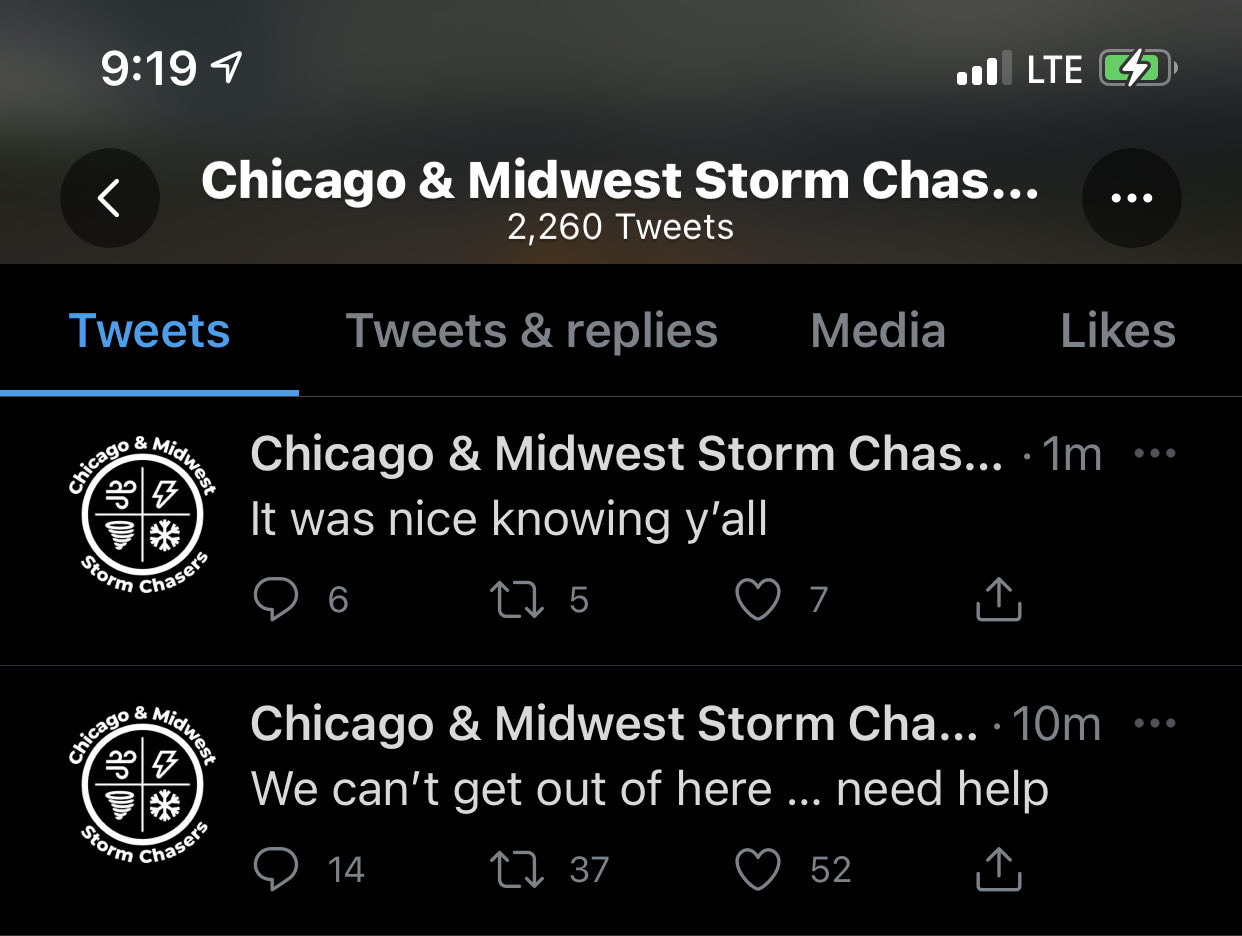 9:19 LTE
Chicago & Midwest Storm Chas...
2,260 Tweets
Tweets Tweets & replies Media Likes
Chicago & Midwest Storm Chasers
Chicago & Midwest Storm Chas... · 1m
It was nice knowing y’all
6 5 7
Chicago & Midwest Storm Chasers
Chicago & Midwest Storm Cha... · 10m
We can’t get out of here ... need help
14 37 52